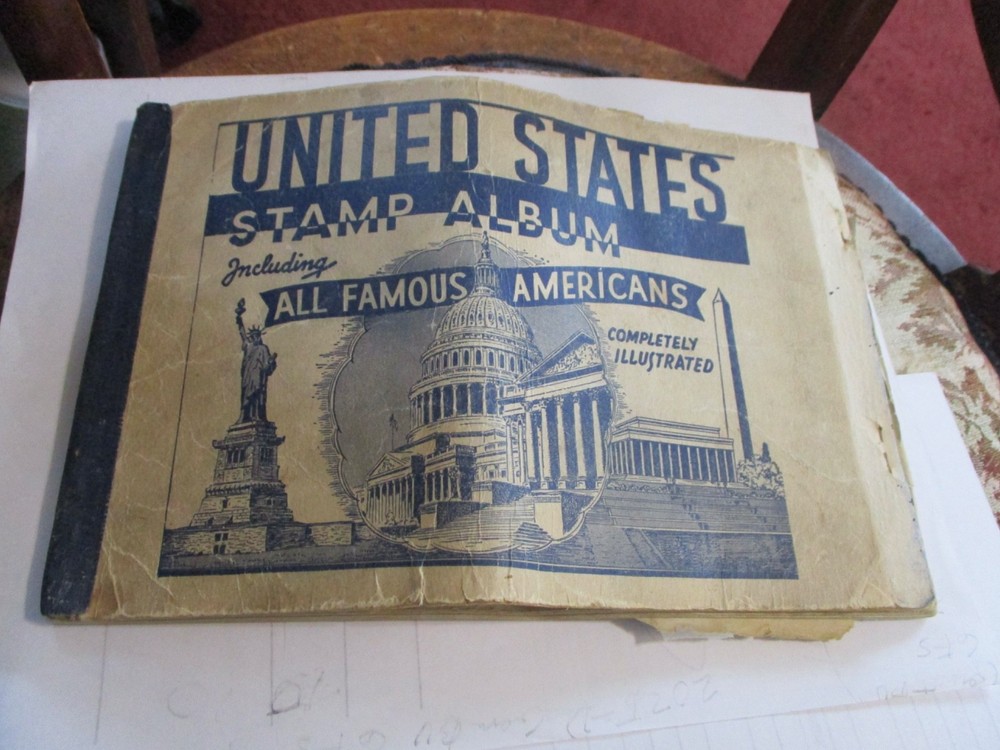 UNITED STATES
STAMP ALBUM
Including
ALL FAMOUS AMERICANS
COMPLETELY
ILLUSTRATED